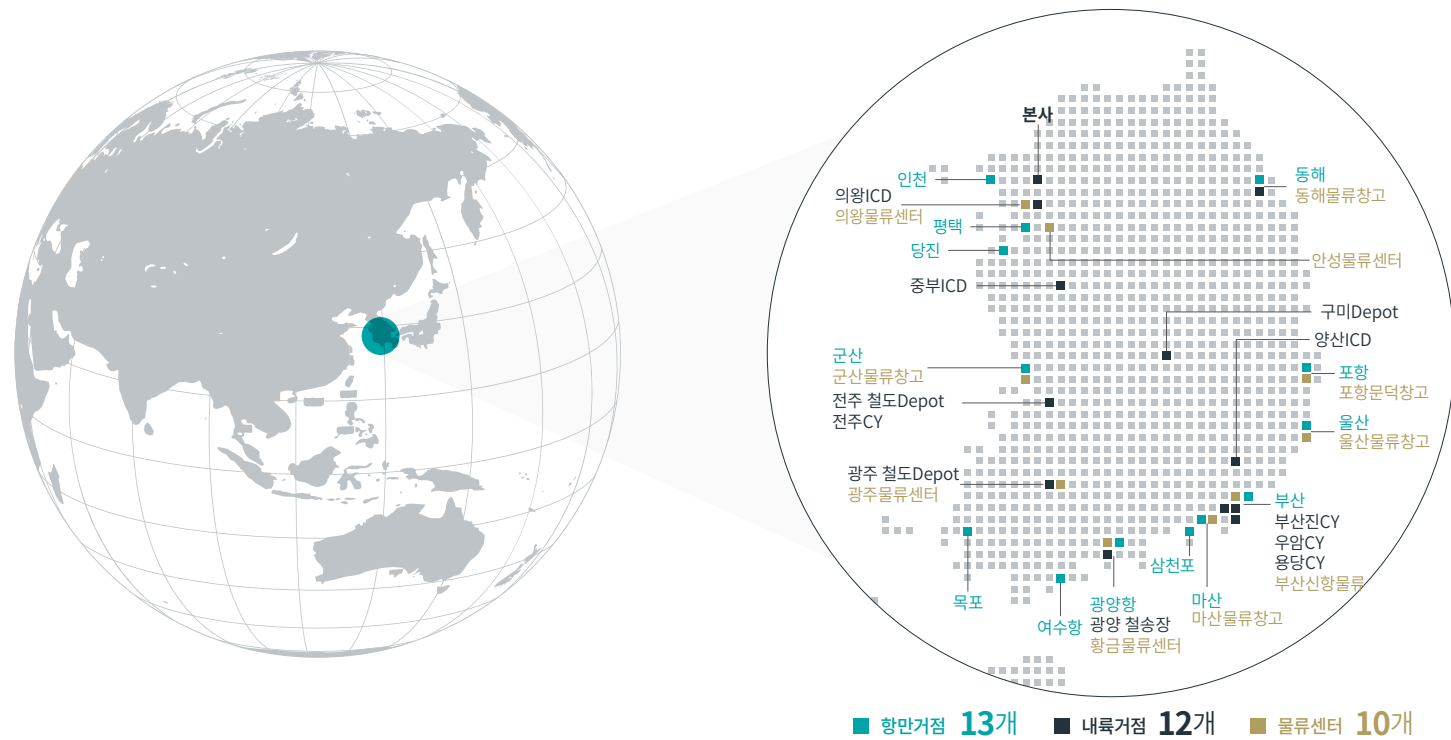 본사
인천
의왕ICD
의왕물류센터
평택
당진
중부ICD
군산
군산물류창고
전주 철도Depot
전주CY
광주 철도Depot
광주물류센터
목포
여수항
광양항
광양 철송장
황금물류센터
삼천포
마산
마산물류창고
동해
동해물류창고
안성물류센터
구미Depot
양산ICD
포항
포항문덕창고
울산
울산물류창고
부산
부산진CY
우암CY
용당CY
부산신항물류
항만거점 13개 내륙거점 12개 물류센터 10개